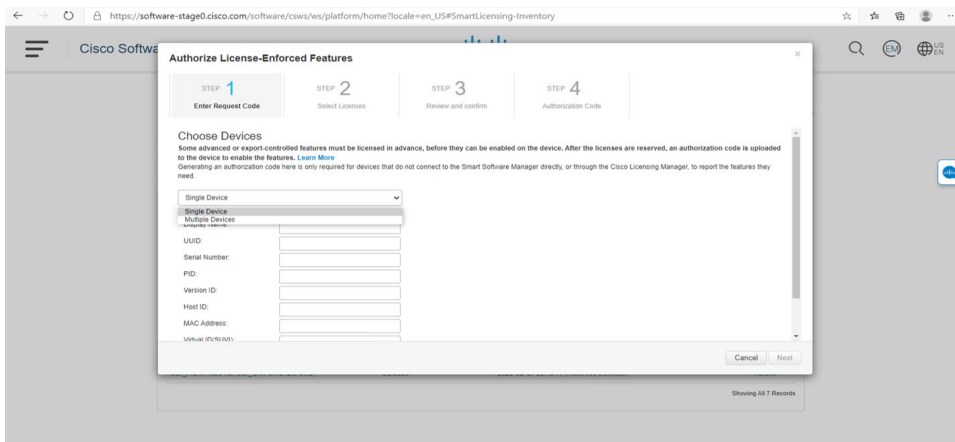 https://software-stage0.cisco.com/software/csws/ws/platform/home?locale=en_US#SmartLicensing-Inventory
Cisco Softwa
EM
US
EN
Authorize License-Enforced Features
STEP 1
Enter Request Code
STEP 2
Select Licenses
STEP 3
Review and confirm
STEP 4
Authorization Code
Choose Devices
Some advanced or export-controlled features must be licensed in advance, before they can be enabled on the device. After the licenses are reserved, an authorization code is uploaded
to the device to enable the features. Learn More
Generating an authorization code here is only required for devices that do not connect to the Smart Software Manager directly, or through the Cisco Licensing Manager, to report the features they
need.
Single Device
Single Device
Multiple Devices
Display Name:
UUID:
Serial Number:
PID:
Version ID:
Host ID:
MAC Address:
Virtual ID(SUVI):
Cancel
Next
Showing All 7 Records